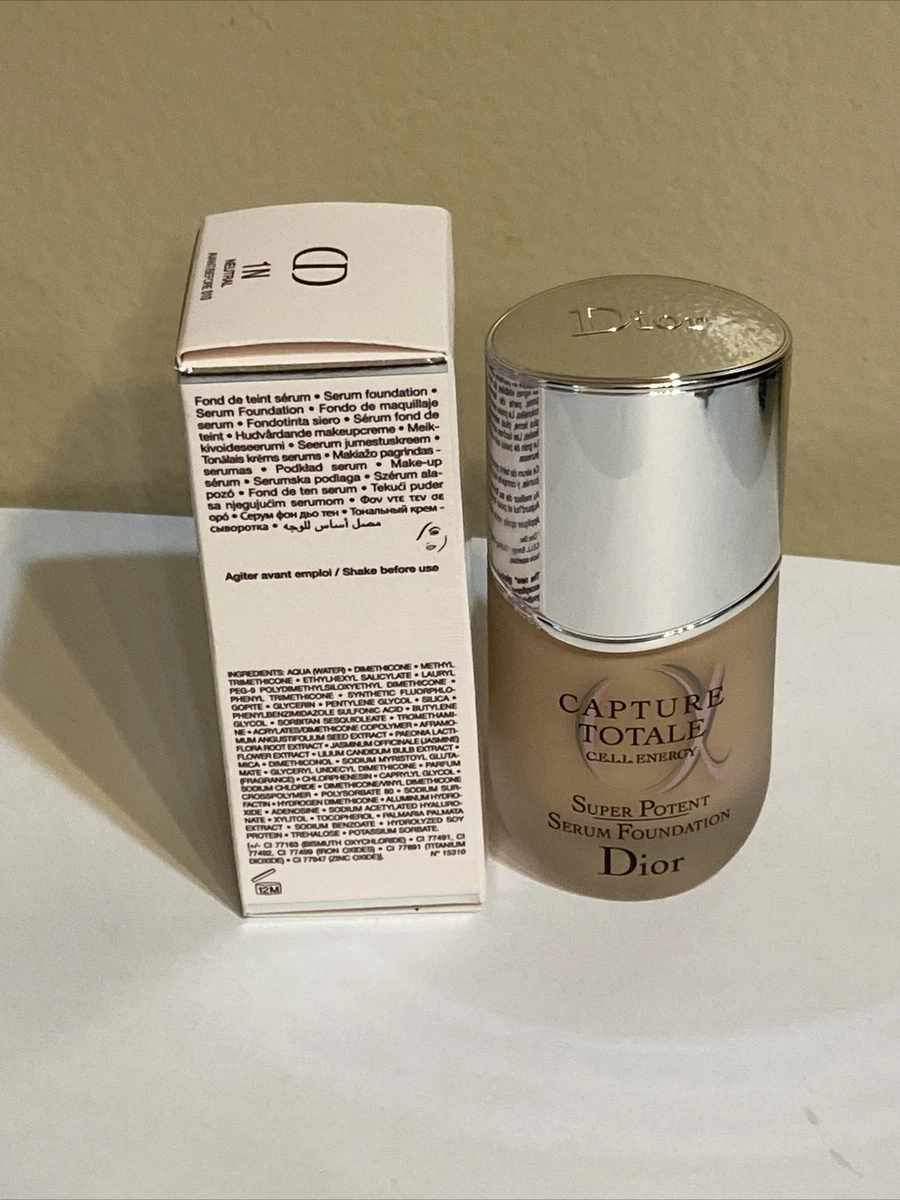 CD
1N
NEUTRAL
AVANT/BEFORE 010
Fond de teint sérum • Serum foundation •
Serum Foundation • Fondo de maquillaje
serum • Fondotinta siero • Sérum fond de
teint • Hudvårdande makeupcreme • Meik-
kivoideseerumi • Seerum jumestuskreem •
Tonālais krēms serums • Makiažo pagrindas -
serumas • Podkład serum • Make-up
sérum • Serumska podlaga • Szérum ala-
pozó • Fond de ten serum • Tekući puder
sa njegujućim serumom • Φον ντε τεν σε
ορό • Серум фон дьо тен • Тональный крем -
сыворотка • مصل أساس للوجه
Agiter avant emploi / Shake before use
INGREDIENTS: AQUA (WATER) • DIMETHICONE • METHYL
TRIMETHICONE • ETHYLHEXYL SALICYLATE • LAURYL
PEG-9 POLYDIMETHYLSILOXYETHYL DIMETHICONE •
PHENYL TRIMETHICONE • SYNTHETIC FLUORPHLO-
GOPITE • GLYCERIN • PENTYLENE GLYCOL • SILICA •
PHENYLBENZIMIDAZOLE SULFONIC ACID • BUTYLENE
GLYCOL • SORBITAN SESQUIOLEATE • TROMETHAMI-
NE • ACRYLATES/DIMETHICONE COPOLYMER • AFRAMO-
MUM ANGUSTIFOLIUM SEED EXTRACT • PAEONIA LACTI-
FLORA ROOT EXTRACT • JASMINUM OFFICINALE (JASMINE)
FLOWER EXTRACT • LILIUM CANDIDUM BULB EXTRACT •
MICA • DIMETHICONOL • SODIUM MYRISTOYL GLUTA-
MATE • GLYCERYL UNDECYL DIMETHICONE • PARFUM
(FRAGRANCE) • CHLORPHENESIN • CAPRYLYL GLYCOL •
SODIUM CHLORIDE • DIMETHICONE/VINYL DIMETHICONE
CROSSPOLYMER • POLYSORBATE 80 • SODIUM SUR-
FACTIN • HYDROGEN DIMETHICONE • ALUMINUM HYDRO-
XIDE • ADENOSINE • SODIUM ACETYLATED HYALURO-
NATE • XYLITOL • TOCOPHEROL • PALMARIA PALMATA
EXTRACT • SODIUM BENZOATE • HYDROLYZED SOY
PROTEIN • TREHALOSE • POTASSIUM SORBATE.
[+/- CI 77163 (BISMUTH OXYCHLORIDE) • CI 77491, CI
77492, CI 77499 (IRON OXIDES) • CI 77891 (TITANIUM
DIOXIDE) • CI 77947 (ZINC OXIDE)]. N° 15310
12M
Dior
CAPTURE
TOTALE
C.E.L.L. ENERGY
SUPER POTENT
SERUM FOUNDATION
Dior